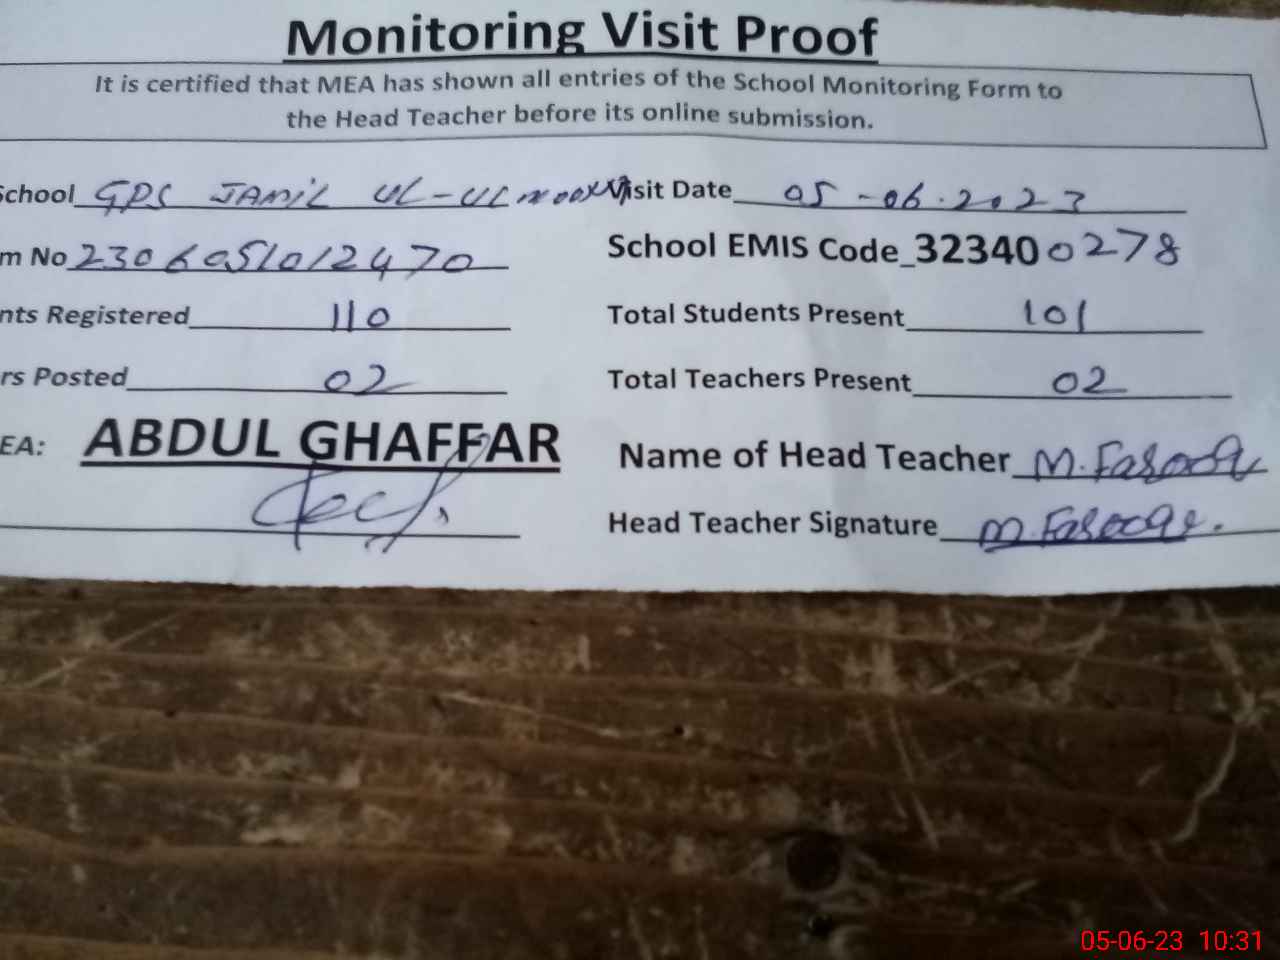 Monitoring Visit Proof
It is certified that MEA has shown all entries of the School Monitoring Form to
the Head Teacher before its online submission.
School GPS JAMIL UL-ULOOM Visit Date 05-06.2023
m No 2306051012470 School EMIS Code_32340 0278
nts Registered 110 Total Students Present 101
rs Posted 02 Total Teachers Present 02
EA: ABDUL GHAFFAR Name of Head Teacher M. Farooq
Head Teacher Signature M. Farooq.
05-06-23 10:31